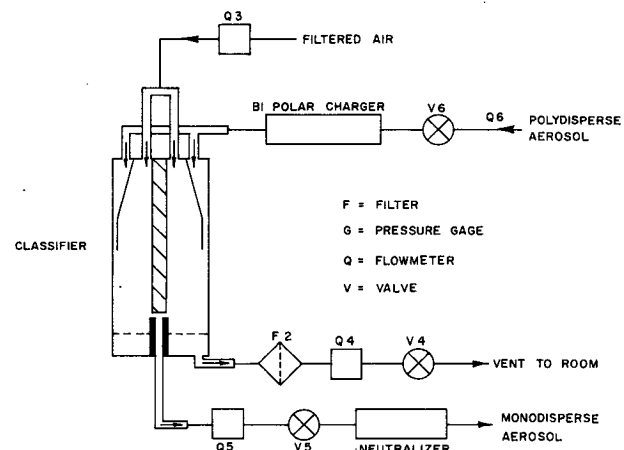 Q3
FILTERED AIR
BI POLAR CHARGER
V6
Q6
POLYDISPERSE
AEROSOL
F = FILTER
G = PRESSURE GAGE
Q = FLOWMETER
V = VALVE
CLASSIFIER
F2
Q4
V4
VENT TO ROOM
Q5
V5
NEUTRALIZER
MONODISPERSE
AEROSOL